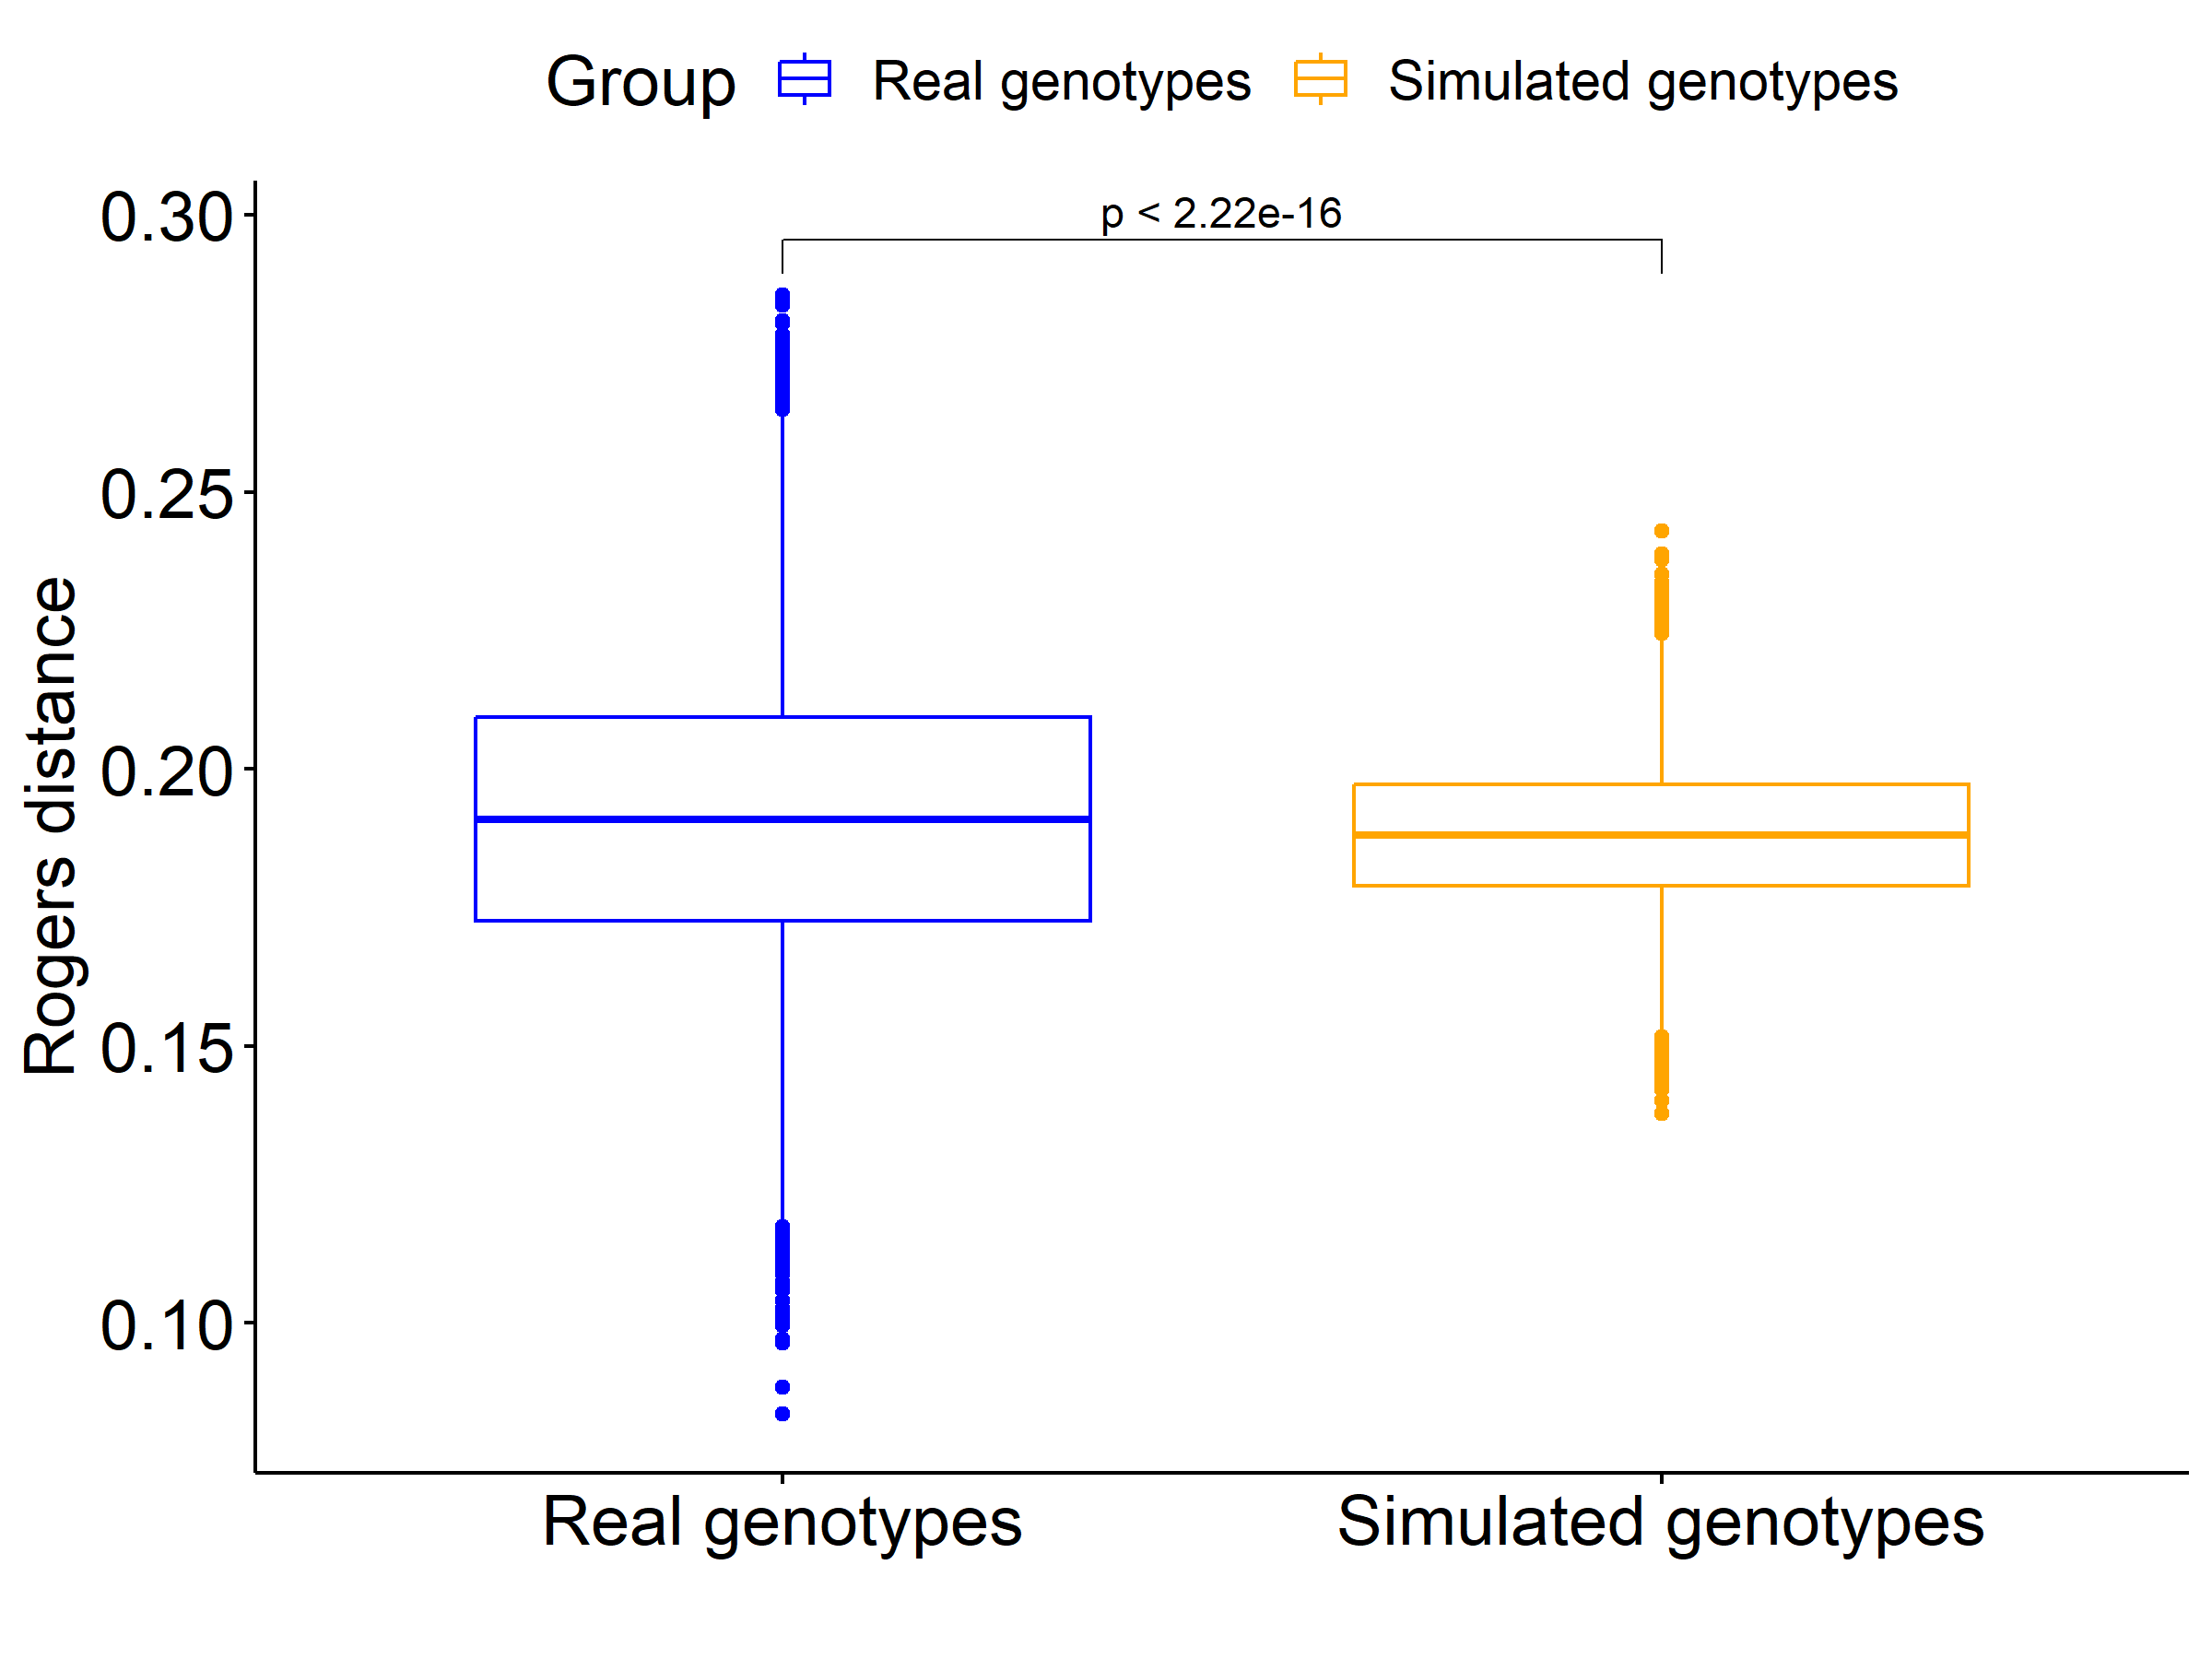 Group Real genotypes Simulated genotypes
p < 2.22e-16
0.30
0.25
0.20
0.15
0.10
Rogers distance
Real genotypes Simulated genotypes